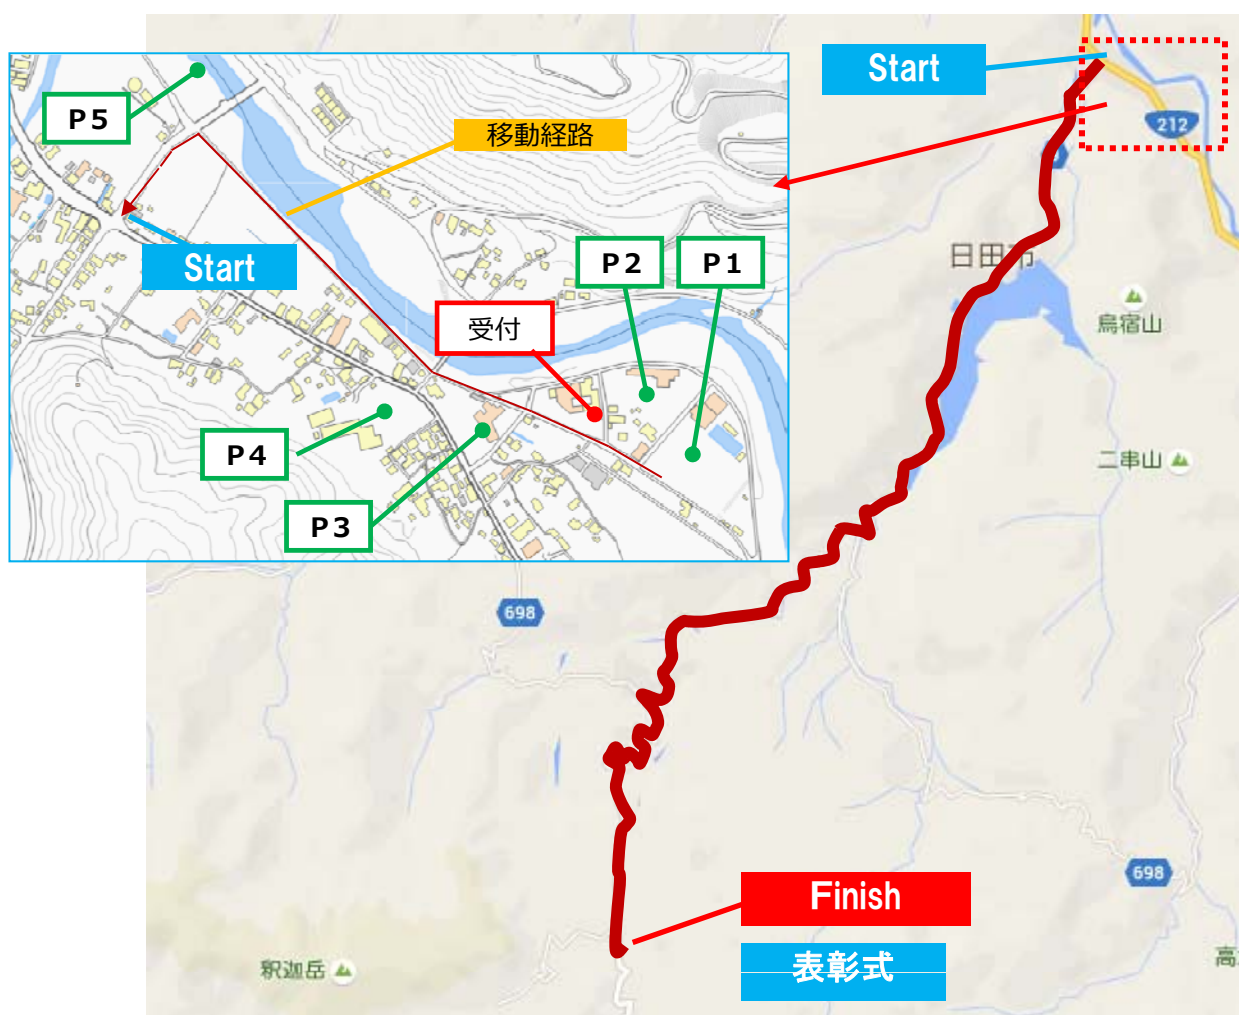 Start
212
P5
移動経路
P2
P1
日田市
Start
烏宿山
受付
P4
二串山
P3
698
698
Finish
表彰式
釈迦岳
高